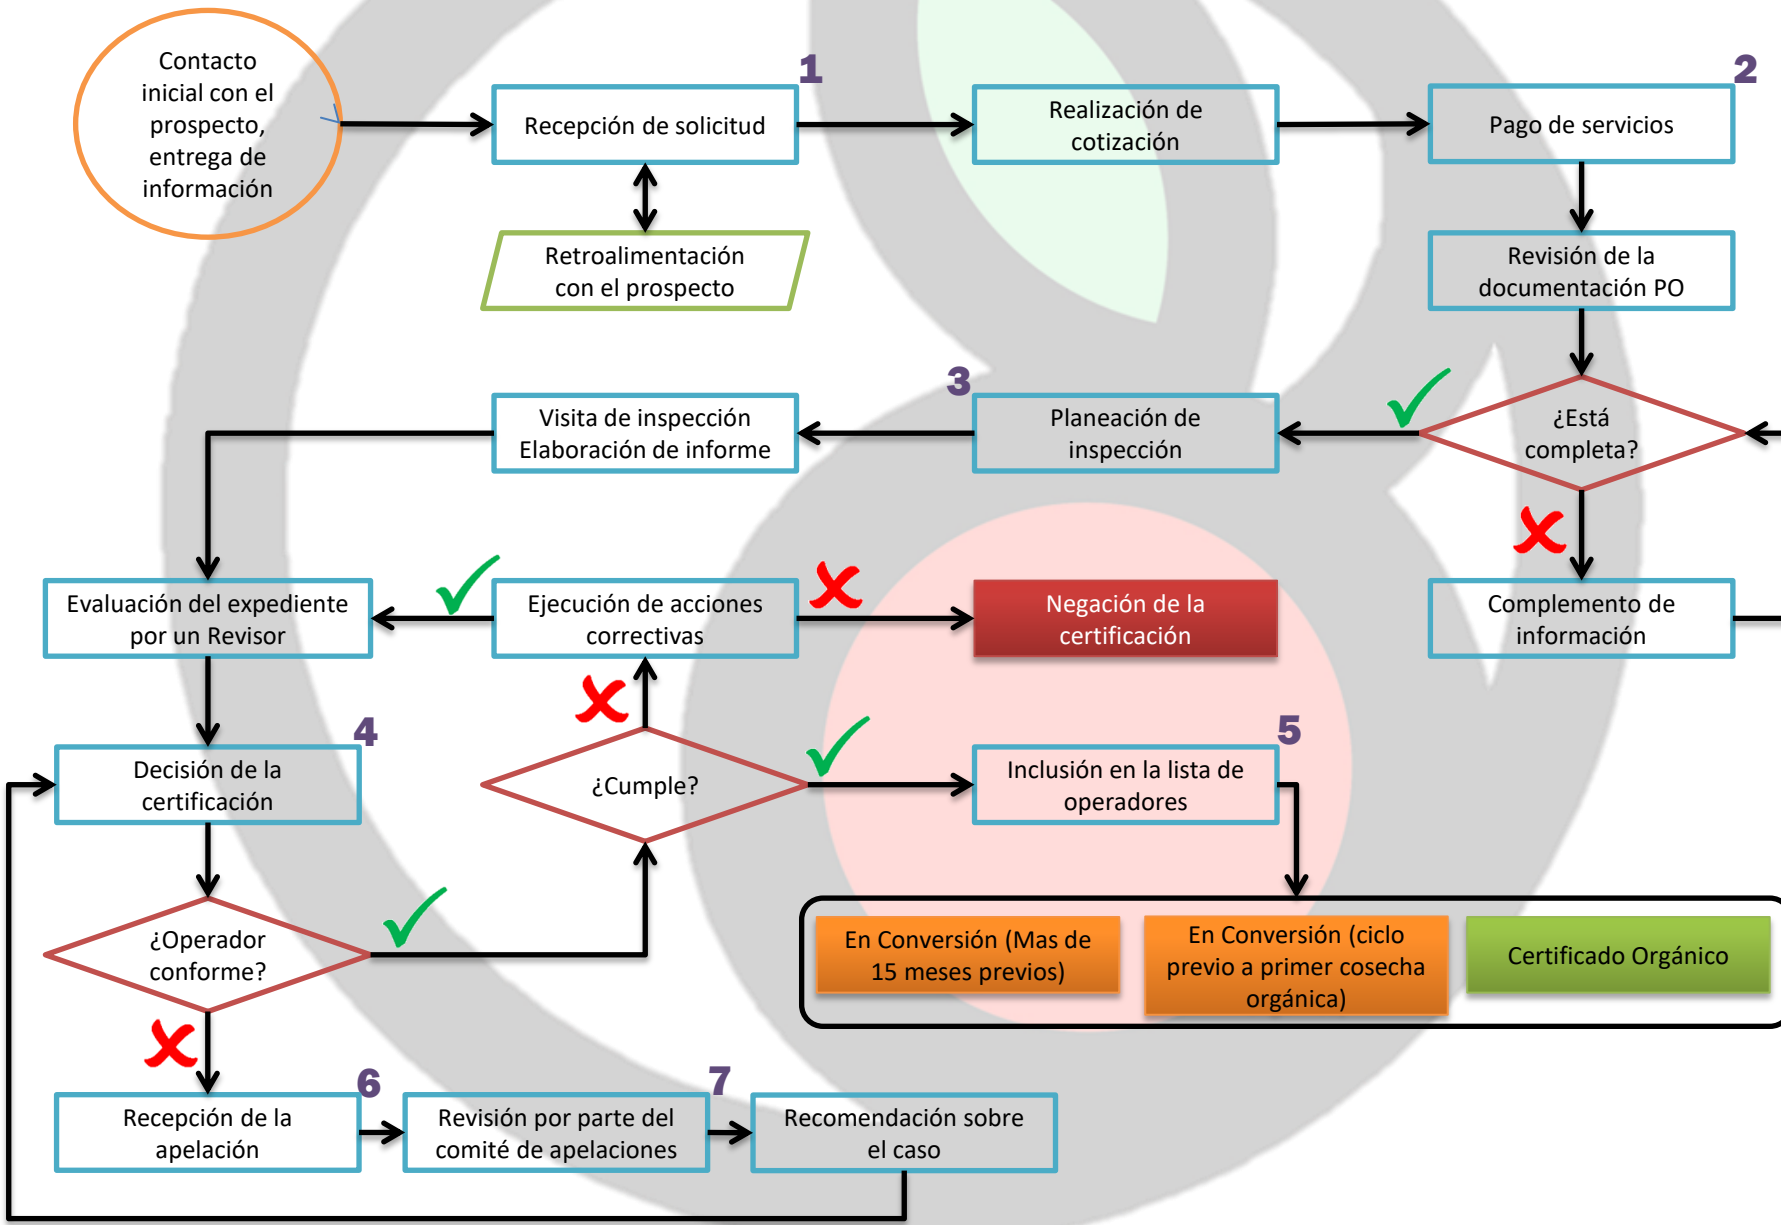 Contacto
inicial con el
prospecto,
entrega de
información
1
Recepción de solicitud
Realización de
cotización
2
Pago de servicios
Retroalimentación
con el prospecto
Revisión de la
documentación PO
Visita de inspección
Elaboración de informe
3
Planeación de
inspección
¿Está
completa?
Evaluación del expediente
por un Revisor
Ejecución de acciones
correctivas
Negación de la
certificación
Complemento de
información
4
Decisión de la
certificación
¿Cumple?
5
Inclusión en la lista de
operadores
¿Operador
conforme?
En Conversión (Mas de
15 meses previos)
En Conversión (ciclo
previo a primer cosecha
orgánica)
Certificado Orgánico
6
Recepción de la
apelación
7
Revisión por parte del
comité de apelaciones
Recomendación sobre
el caso